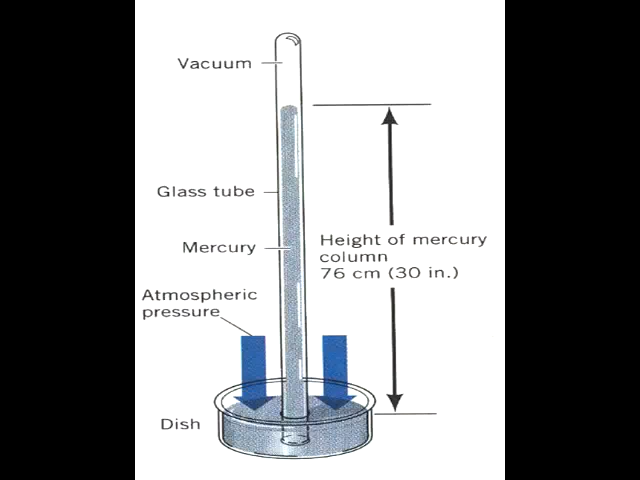 Vacuum
Glass tube
Mercury
Height of mercury
column
76 cm (30 in.)
Atmospheric
pressure
Dish